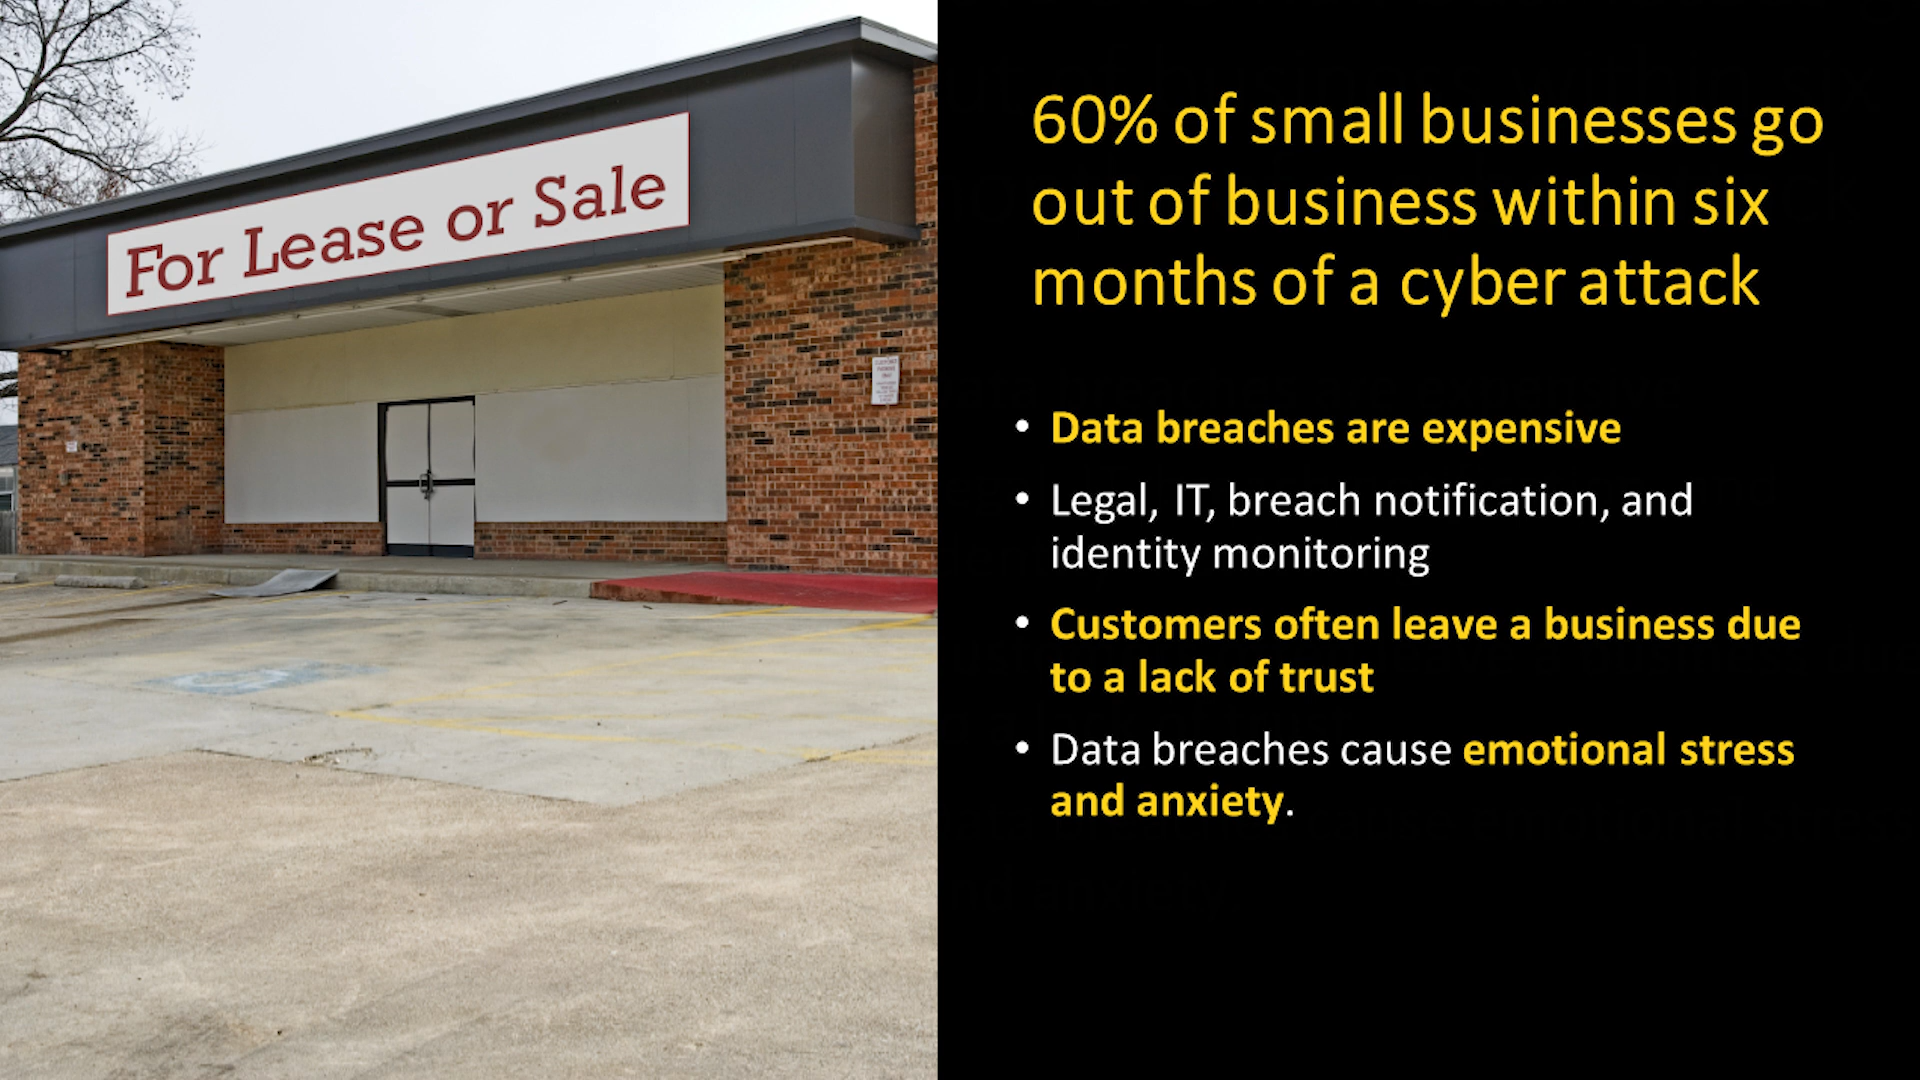 For Lease or Sale
60% of small businesses go
out of business within six
months of a cyber attack
• Data breaches are expensive
• Legal, IT, breach notification, and
identity monitoring
• Customers often leave a business due
to a lack of trust
• Data breaches cause emotional stress
and anxiety.